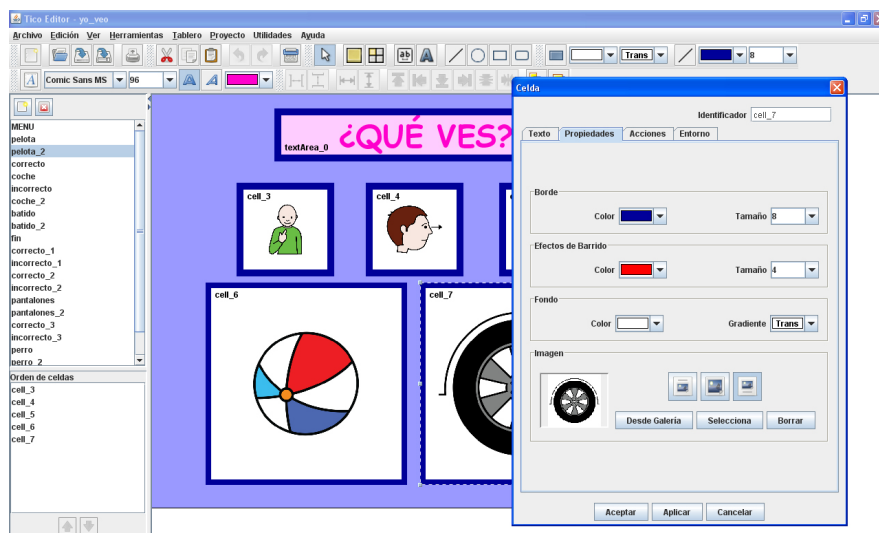 Tico Editor - yo_veo
Archivo Edición Ver Herramientas Tablero Proyecto Utilidades Ayuda
Trans
8
Comic Sans MS
96
MENU
pelota
pelota_2
correcto
coche
incorrecto
coche_2
batido
batido_2
fin
correcto_1
incorrecto_1
correcto_2
incorrecto_2
pantalones
pantalones_2
correcto_3
incorrecto_3
perro
perro_2
Orden de celdas
cell_3
cell_4
cell_5
cell_6
cell_7
textArea_0
¿QUÉ VES?
cell_3
cell_4
cell_6
cell_7
Celda
Identificador cell_7
Texto Propiedades Acciones Entorno
Borde
Color Tamaño 8
Efectos de Barrido
Color Tamaño 4
Fondo
Color Gradiente Trans
Imagen
Desde Galería Selecciona Borrar
Aceptar Aplicar Cancelar